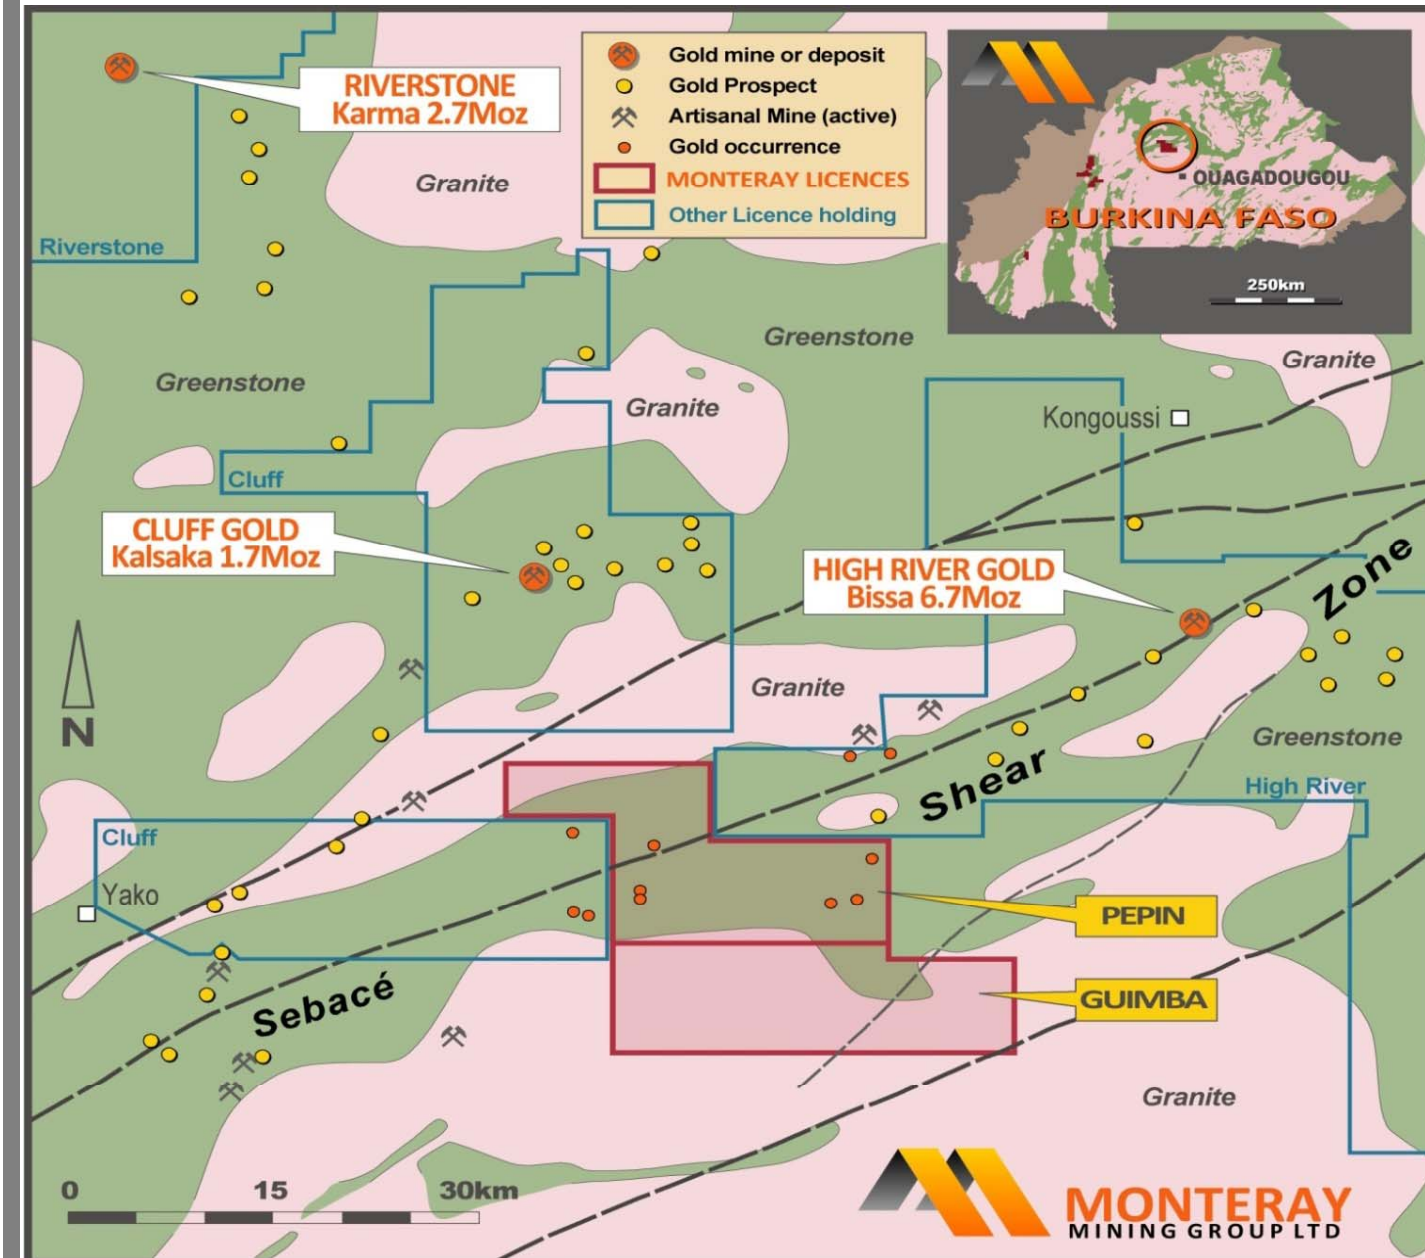 RIVERSTONE
Karma 2.7Moz
Gold mine or deposit
Gold Prospect
Artisanal Mine (active)
Gold occurrence
MONTERAY LICENCES
Other Licence holding
OUAGADOUGOU
BURKINA FASO
250km
Granite
Riverstone
Greenstone
Granite
Greenstone
Granite
Kongoussi
Cluff
CLUFF GOLD
Kalsaka 1.7Moz
HIGH RIVER GOLD
Bissa 6.7Moz
Zone
N
Granite
Greenstone
Shear
High River
Cluff
Yako
PEPIN
Sebacé
GUIMBA
Granite
0 15 30km
MONTERAY
MINING GROUP LTD